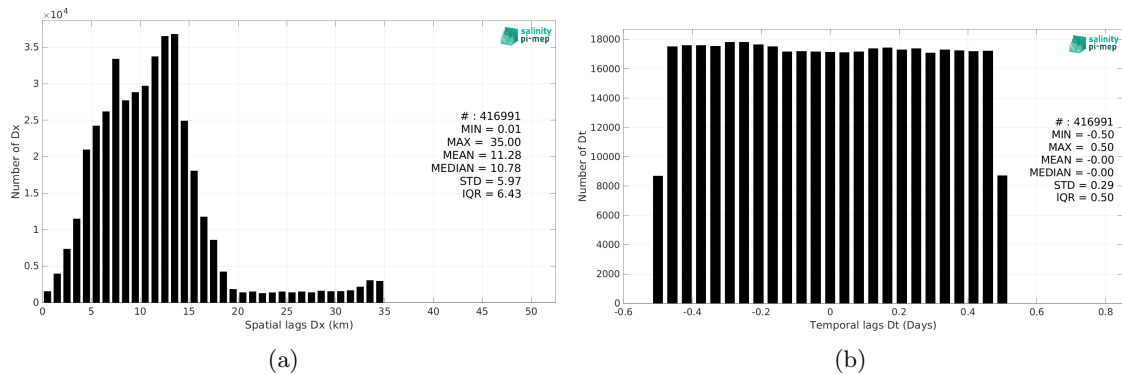 ×10⁴
3.5
3
2.5
2
1.5
1
0.5
0
Number of Dx
0 5 10 15 20 25 30 35 40 45 50
Spatial lags Dx (km)
salinity
pi-mep
# : 416991
MIN = 0.01
MAX = 35.00
MEAN = 11.28
MEDIAN = 10.78
STD = 5.97
IQR = 6.43
(a)
18000
16000
14000
12000
10000
8000
6000
4000
2000
0
Number of Dt
-0.6 -0.4 -0.2 0 0.2 0.4 0.6 0.8
Temporal lags Dt (Days)
salinity
pi-mep
# : 416991
MIN = -0.50
MAX = 0.50
MEAN = -0.00
MEDIAN = -0.00
STD = 0.29
IQR = 0.50
(b)